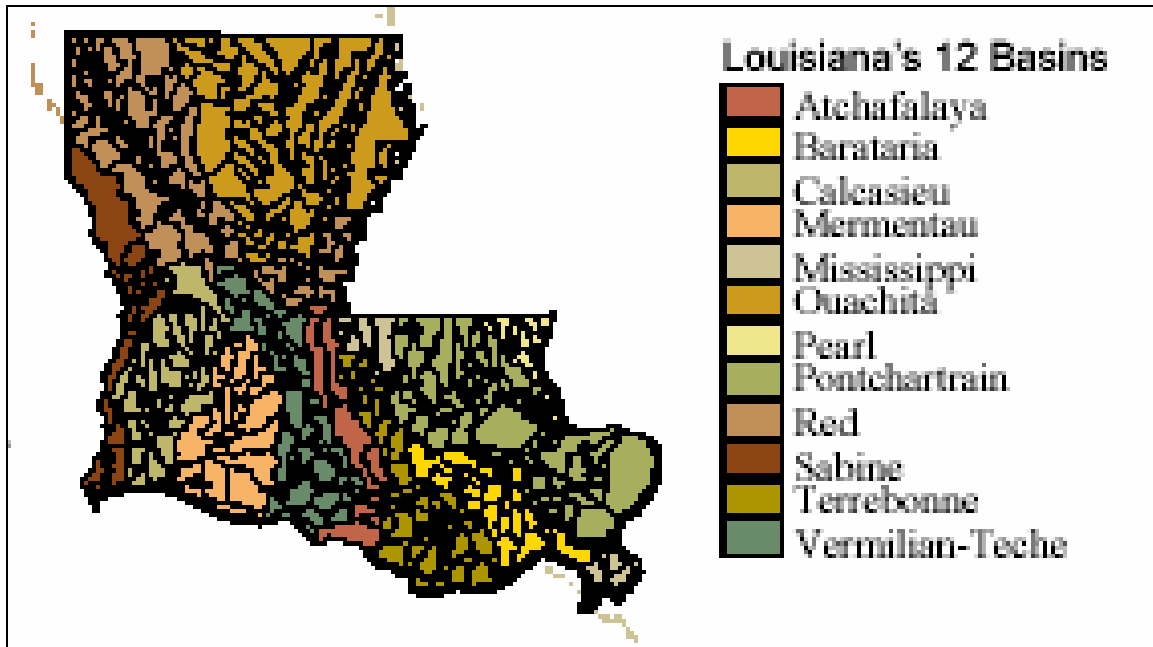 Louisiana's 12 Basins
Atchafalaya
Barataria
Calcasieu
Mermentau
Mississippi
Ouachita
Pearl
Pontchartrain
Red
Sabine
Terrebonne
Vermilian-Teche